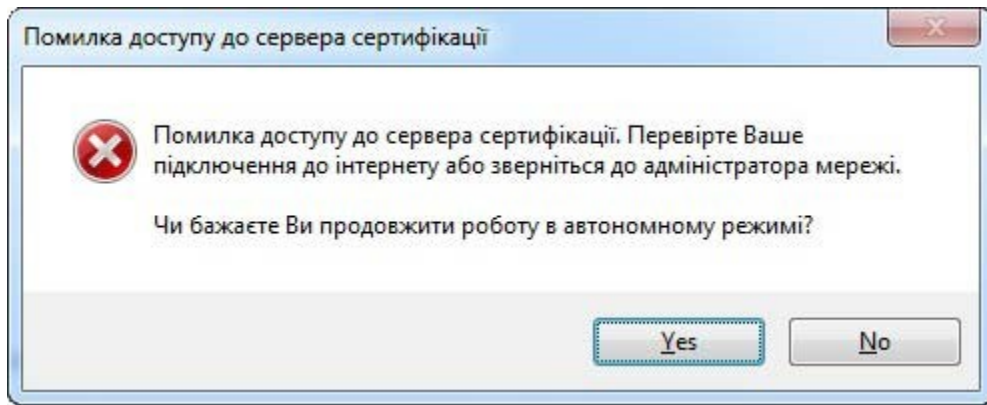 Помилка доступу до сервера сертифікації
Помилка доступу до сервера сертифікації. Перевірте Ваше
підключення до інтернету або зверніться до адміністратора мережі.
Чи бажаєте Ви продовжити роботу в автономному режимі?
Yes
No